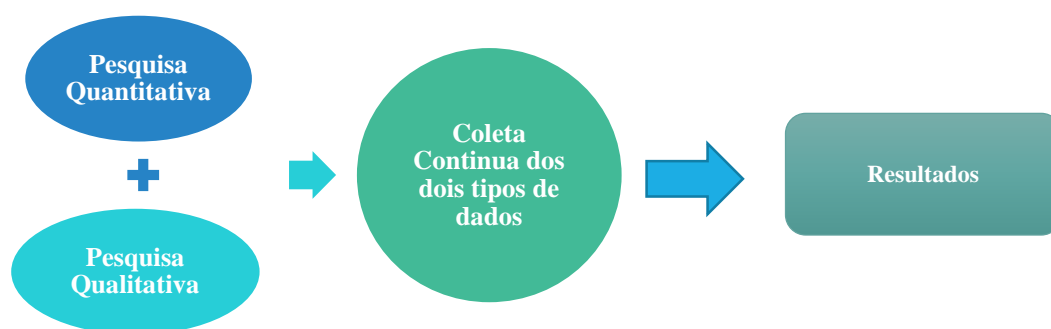 Pesquisa
Quantitativa
Pesquisa
Qualitativa
Coleta
Continua dos
dois tipos de
dados
Resultados